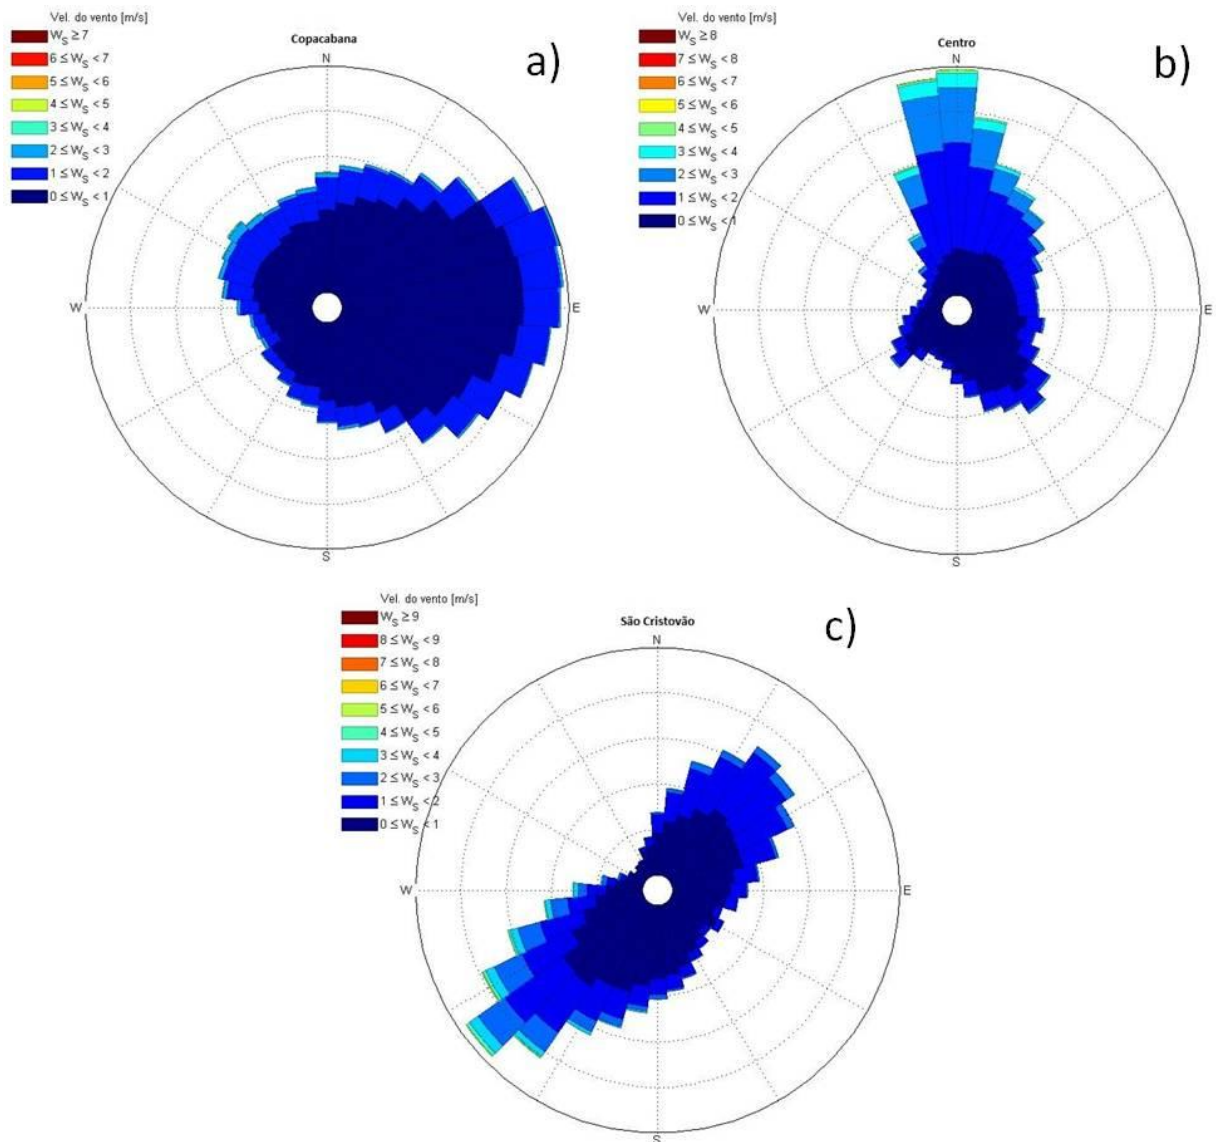 Vel. do vento [m/s]
W_S ≥ 7
6 ≤ W_S < 7
5 ≤ W_S < 6
4 ≤ W_S < 5
3 ≤ W_S < 4
2 ≤ W_S < 3
1 ≤ W_S < 2
0 ≤ W_S < 1
Copacabana
a)
N
W
E
S
Vel. do vento [m/s]
W_S ≥ 8
7 ≤ W_S < 8
6 ≤ W_S < 7
5 ≤ W_S < 6
4 ≤ W_S < 5
3 ≤ W_S < 4
2 ≤ W_S < 3
1 ≤ W_S < 2
0 ≤ W_S < 1
Centro
b)
N
W
E
S
Vel. do vento [m/s]
W_S ≥ 9
8 ≤ W_S < 9
7 ≤ W_S < 8
6 ≤ W_S < 7
5 ≤ W_S < 6
4 ≤ W_S < 5
3 ≤ W_S < 4
2 ≤ W_S < 3
1 ≤ W_S < 2
0 ≤ W_S < 1
São Cristovão
c)
N
W
E
S